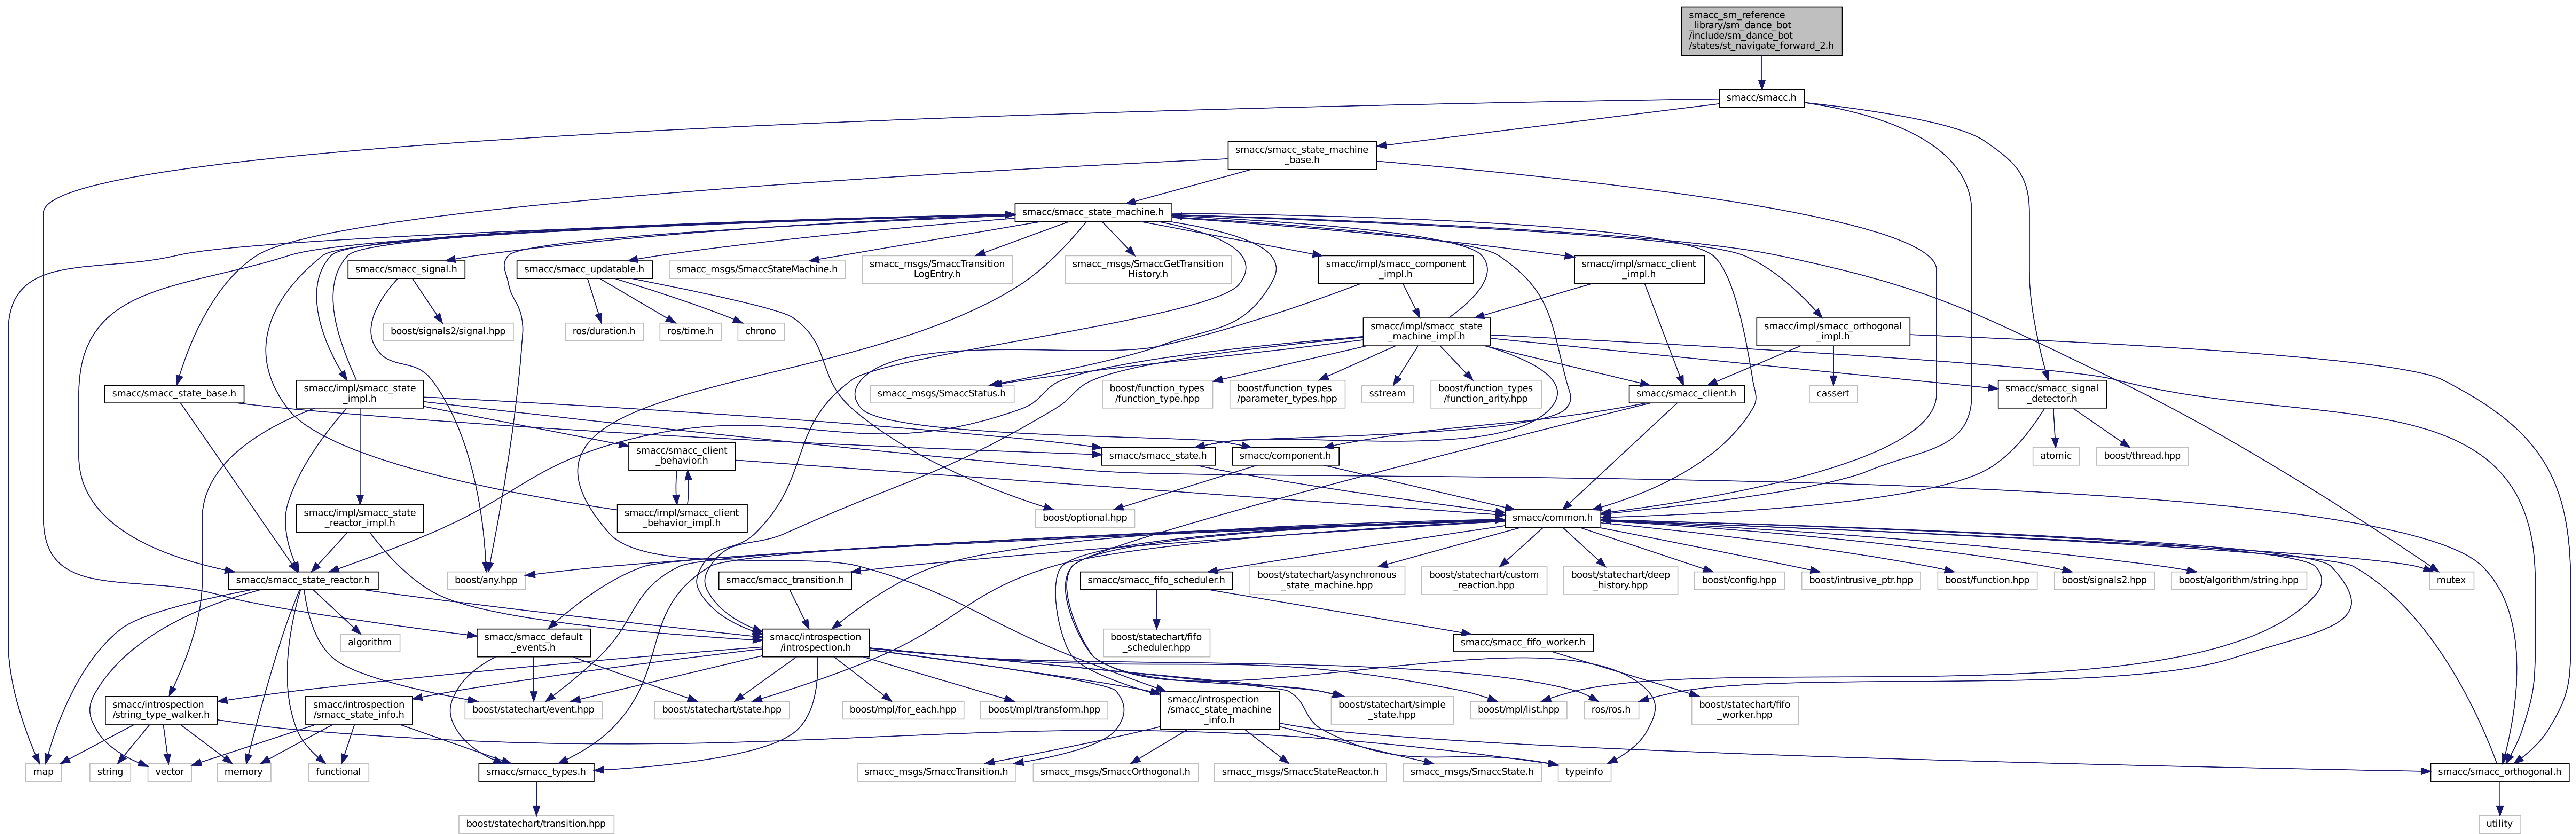 smacc_sm_reference
_library/sm_dance_bot
/include/sm_dance_bot
/states/st_navigate_forward_2.h
smacc/smacc.h
smacc/smacc_state_machine
_base.h
smacc/smacc_state_machine.h
smacc/smacc_signal.h
smacc/smacc_updatable.h
smacc_msgs/SmaccStateMachine.h
smacc_msgs/SmaccTransition
LogEntry.h
smacc_msgs/SmaccGetTransition
History.h
smacc/impl/smacc_component
_impl.h
smacc/impl/smacc_client
_impl.h
boost/signals2/signal.hpp
ros/duration.h
ros/time.h
chrono
smacc/impl/smacc_state
_machine_impl.h
smacc/impl/smacc_orthogonal
_impl.h
smacc/smacc_state_base.h
smacc/impl/smacc_state
_impl.h
smacc_msgs/SmaccStatus.h
boost/function_types
/function_type.hpp
boost/function_types
/parameter_types.hpp
sstream
boost/function_types
/function_arity.hpp
smacc/smacc_client.h
cassert
smacc/smacc_signal
_detector.h
smacc/smacc_client
_behavior.h
smacc/smacc_state.h
smacc/component.h
atomic
boost/thread.hpp
smacc/impl/smacc_state
_reactor_impl.h
smacc/impl/smacc_client
_behavior_impl.h
boost/optional.hpp
smacc/common.h
smacc/smacc_state_reactor.h
boost/any.hpp
smacc/smacc_transition.h
smacc/smacc_fifo_scheduler.h
boost/statechart/asynchronous
_state_machine.hpp
boost/statechart/custom
_reaction.hpp
boost/statechart/deep
_history.hpp
boost/config.hpp
boost/intrusive_ptr.hpp
boost/function.hpp
boost/signals2.hpp
boost/algorithm/string.hpp
mutex
algorithm
smacc/smacc_default
_events.h
smacc/introspection
/introspection.h
boost/statechart/fifo
_scheduler.hpp
smacc/smacc_fifo_worker.h
smacc/introspection
/string_type_walker.h
smacc/introspection
/smacc_state_info.h
boost/statechart/event.hpp
boost/statechart/state.hpp
boost/mpl/for_each.hpp
boost/mpl/transform.hpp
smacc/introspection
/smacc_state_machine
_info.h
boost/statechart/simple
_state.hpp
boost/mpl/list.hpp
ros/ros.h
boost/statechart/fifo
_worker.hpp
map
string
vector
memory
functional
smacc/smacc_types.h
smacc_msgs/SmaccTransition.h
smacc_msgs/SmaccOrthogonal.h
smacc_msgs/SmaccStateReactor.h
smacc_msgs/SmaccState.h
typeinfo
smacc/smacc_orthogonal.h
boost/statechart/transition.hpp
utility